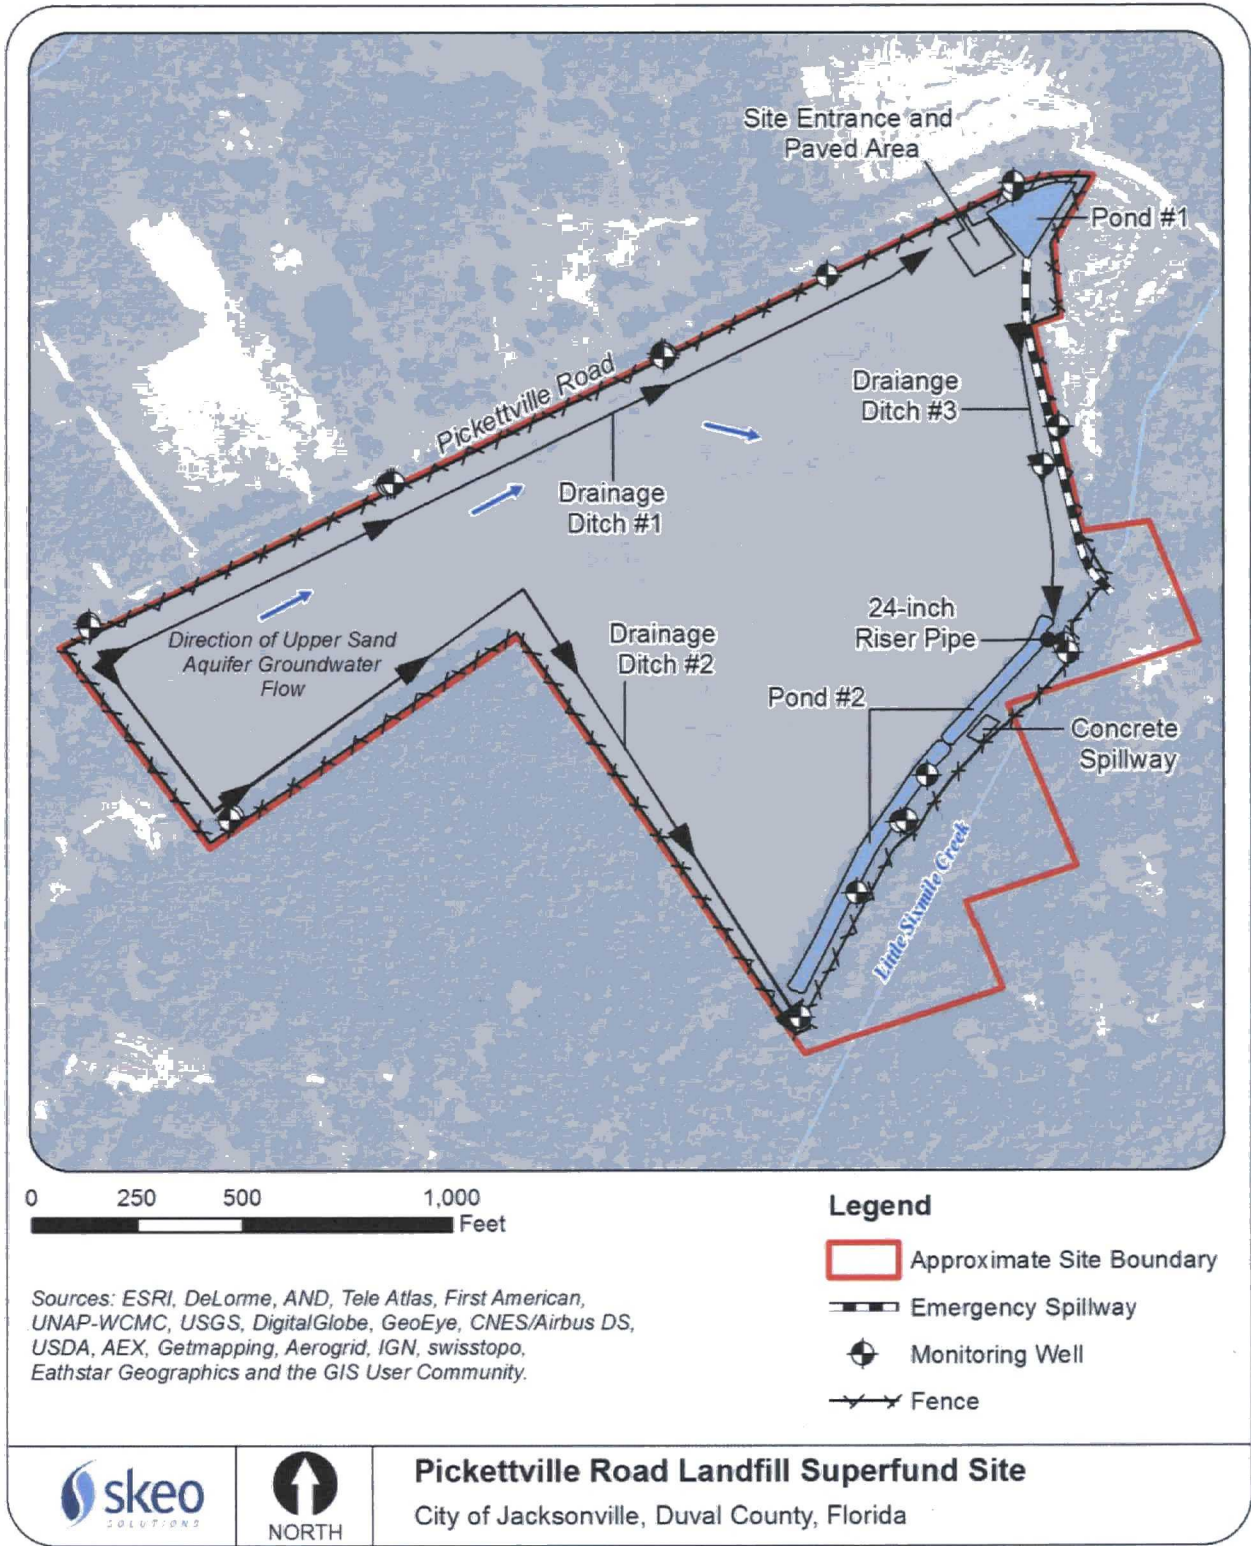 Site Entrance and
Paved Area
Pond #1
Pickettville Road
Draiange
Ditch #3
Drainage
Ditch #1
24-inch
Riser Pipe
Direction of Upper Sand
Aquifer Groundwater
Flow
Drainage
Ditch #2
Pond #2
Concrete
Spillway
Little Sixmile Creek
0 250 500 1,000
Feet
Legend
Approximate Site Boundary
Emergency Spillway
Monitoring Well
Fence
Sources: ESRI, DeLorme, AND, Tele Atlas, First American,
UNAP-WCMC, USGS, DigitalGlobe, GeoEye, CNES/Airbus DS,
USDA, AEX, Getmapping, Aerogrid, IGN, swisstopo,
Eathstar Geographics and the GIS User Community.
skeo
SOLUTIONS
NORTH
Pickettville Road Landfill Superfund Site
City of Jacksonville, Duval County, Florida